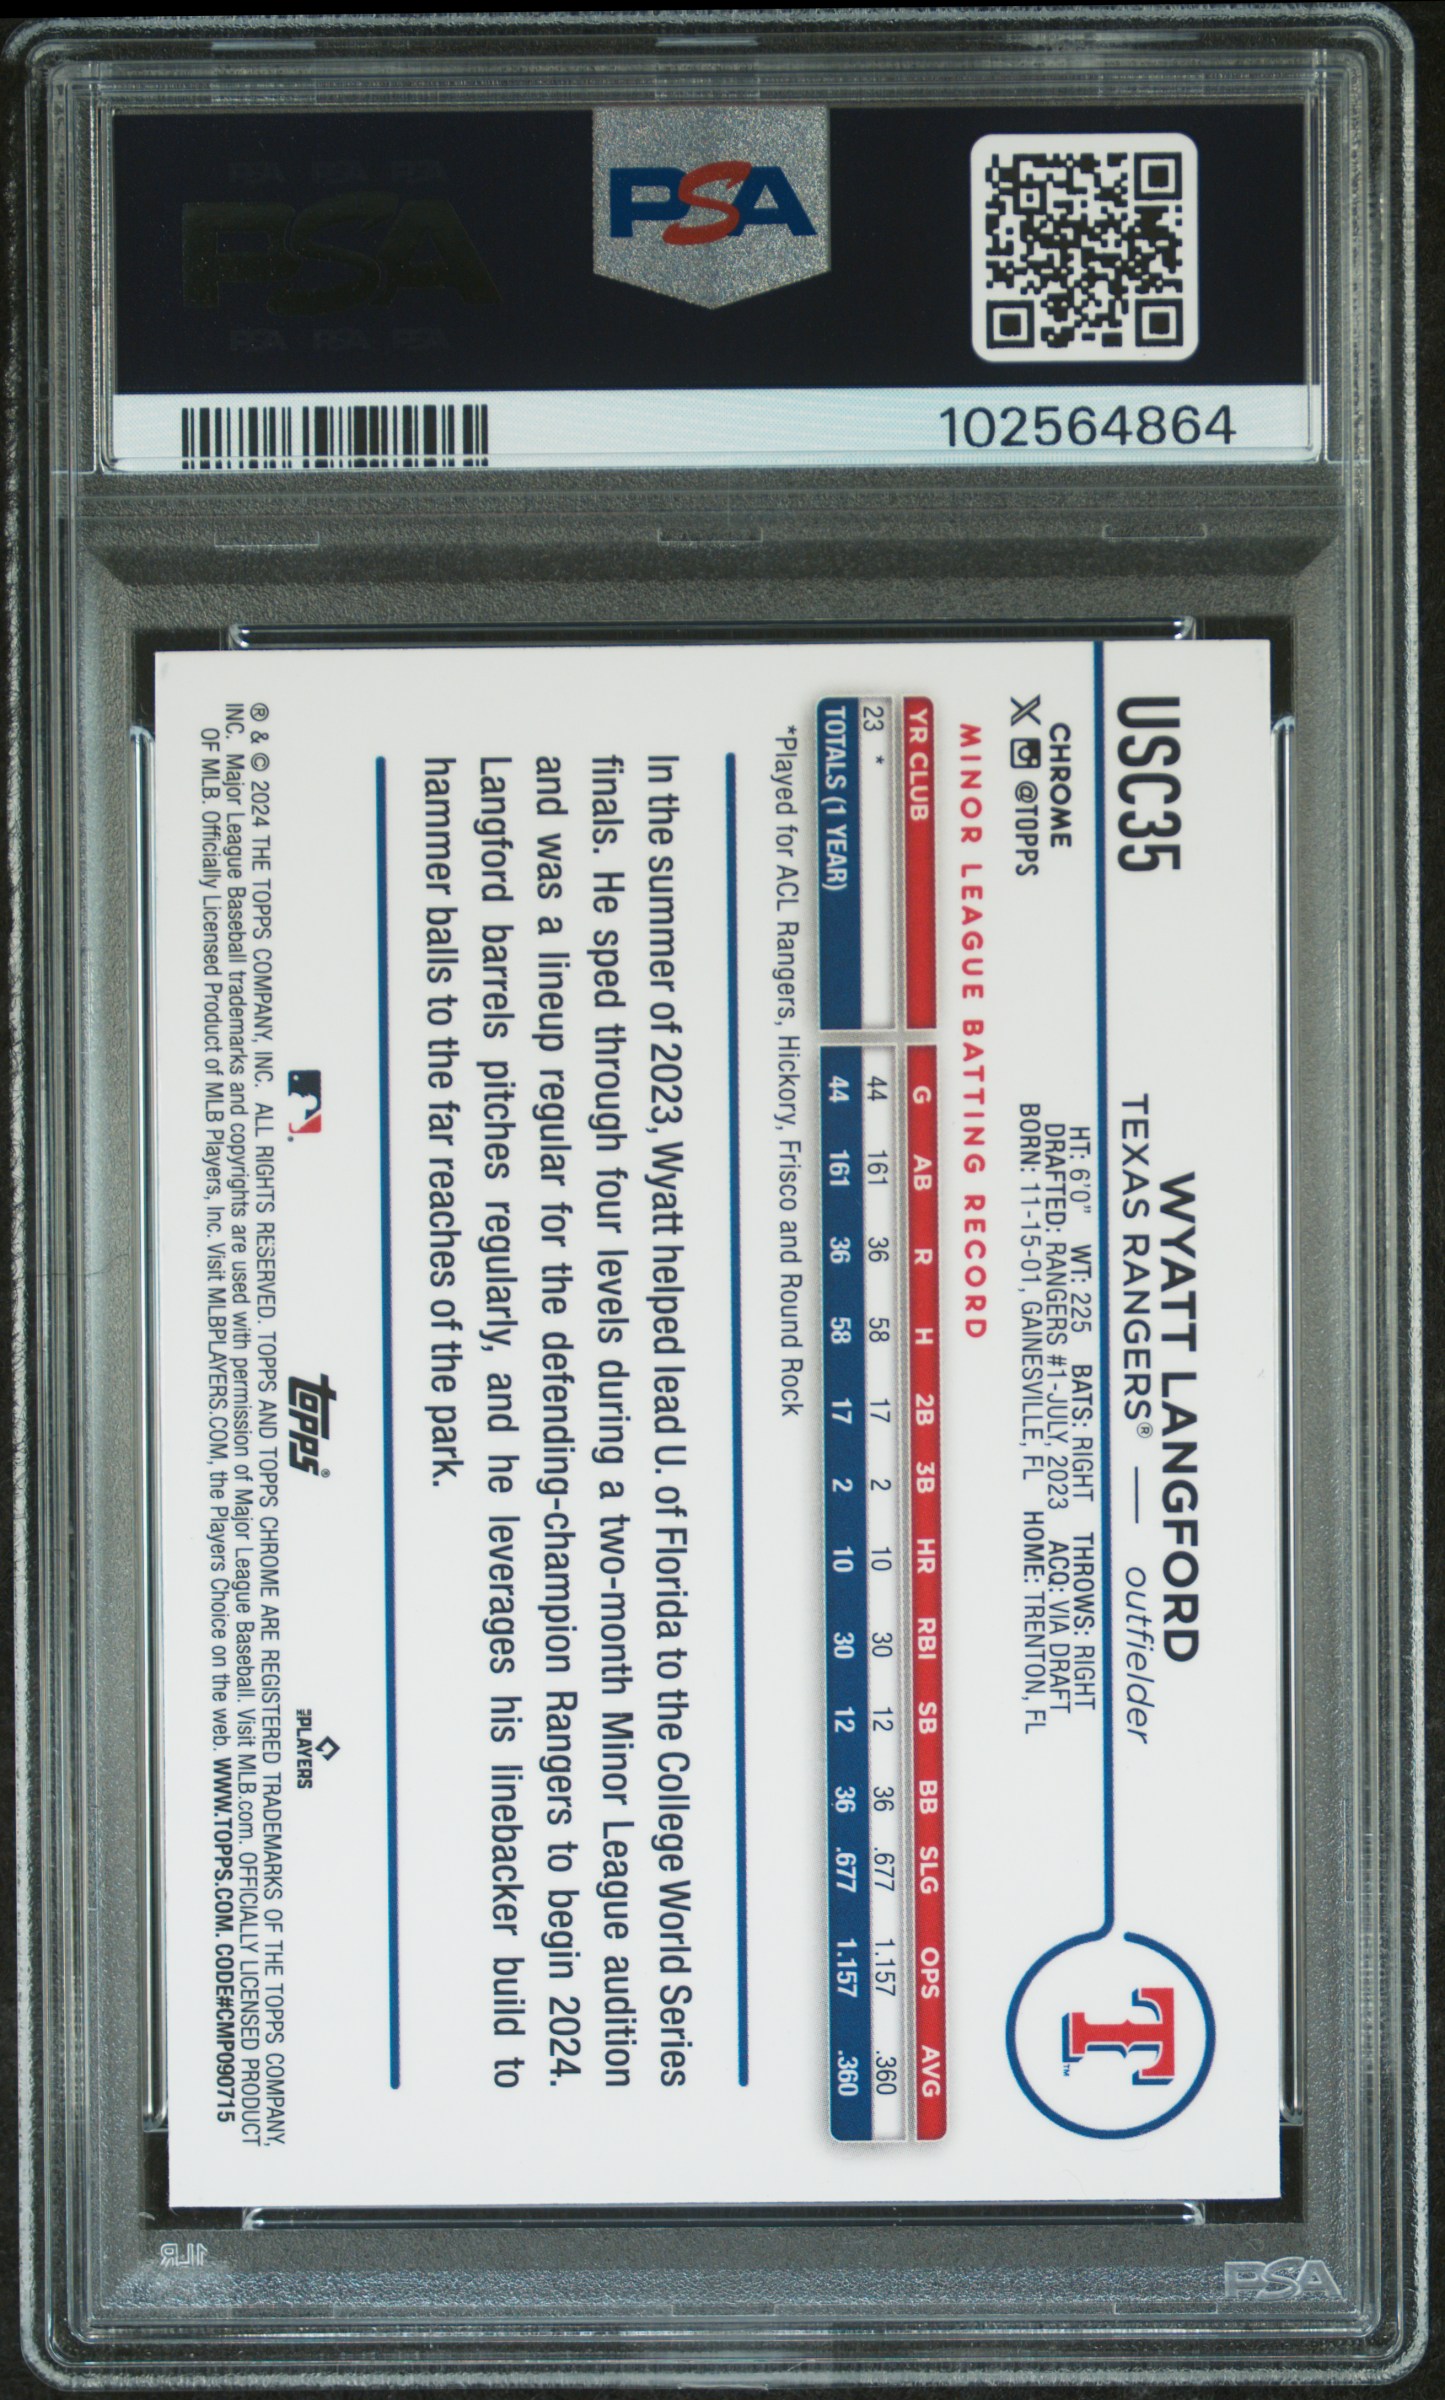 PSA
PSA
102564864
USC35
WYATT LANGFORD
TEXAS RANGERS® — outfielder
T™
CHROME
X @TOPPS
HT: 6'0" WT: 225 BATS: RIGHT THROWS: RIGHT
DRAFTED: RANGERS #1-JULY, 2023 ACQ: VIA DRAFT
BORN: 11-15-01, GAINESVILLE, FL HOME: TRENTON, FL
MINOR LEAGUE BATTING RECORD
YR CLUB G AB R H 2B 3B HR RBI SB BB SLG OPS AVG
23 * 44 161 36 58 17 2 10 30 12 36 .677 1.157 .360
TOTALS (1 YEAR) 44 161 36 58 17 2 10 30 12 36 .677 1.157 .360
*Played for ACL Rangers, Hickory, Frisco and Round Rock
In the summer of 2023, Wyatt helped lead U. of Florida to the College World Series
finals. He sped through four levels during a two-month Minor League audition
and was a lineup regular for the defending-champion Rangers to begin 2024.
Langford barrels pitches regularly, and he leverages his linebacker build to
hammer balls to the far reaches of the park.
topps®
PLAYERS
® & © 2024 THE TOPPS COMPANY, INC. ALL RIGHTS RESERVED. TOPPS AND TOPPS CHROME ARE REGISTERED TRADEMARKS OF THE TOPPS COMPANY,
INC. Major League Baseball trademarks and copyrights are used with permission of Major League Baseball. Visit MLB.com. OFFICIALLY LICENSED PRODUCT
OF MLB. Officially Licensed Product of MLB Players, Inc. Visit MLBPLAYERS.COM, the Players Choice on the web. WWW.TOPPS.COM. CODE#CMP090715
PSA